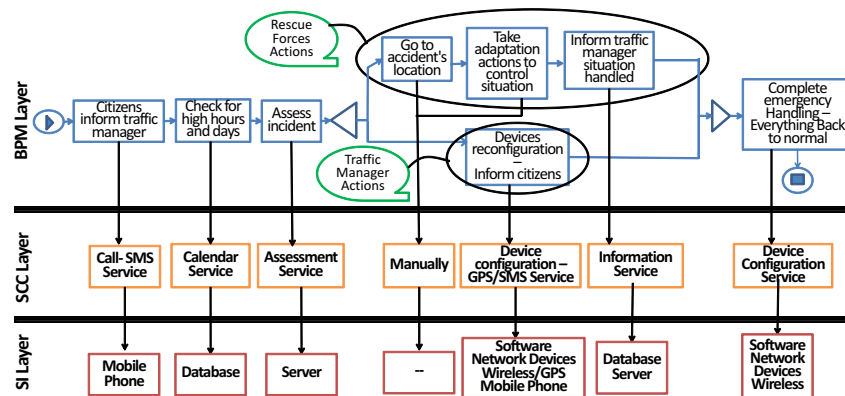 Rescue
Forces
Actions
Go to
accident's
location
Take
adaptation
actions to
control
situation
Inform traffic
manager
situation
handled
BPM Layer
Citizens
inform traffic
manager
Check for
high hours
and days
Assess
incident
Complete
emergency
Handling –
Everything Back
to normal
Traffic
Manager
Actions
Devices
reconfiguration
–
Inform citizens
SCC Layer
Call- SMS
Service
Calendar
Service
Assessment
Service
Manually
Device
configuration –
GPS/SMS Service
Information
Service
Device
Configuration
Service
SI Layer
Mobile
Phone
Database
Server
--
Software
Network Devices
Wireless/GPS
Mobile Phone
Database
Server
Software
Network
Devices
Wireless